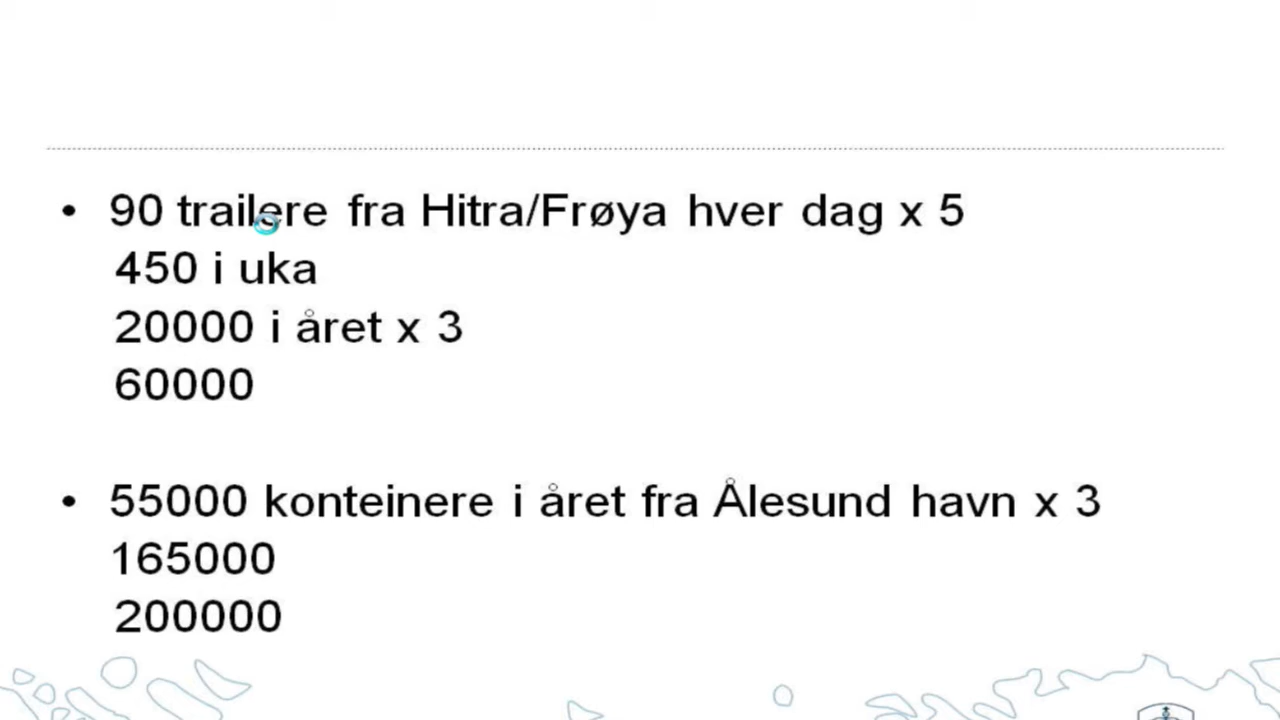 • 90 trailere fra Hitra/Frøya hver dag x 5
450 i uka
20000 i året x 3
60000
• 55000 konteinere i året fra Ålesund havn x 3
165000
200000